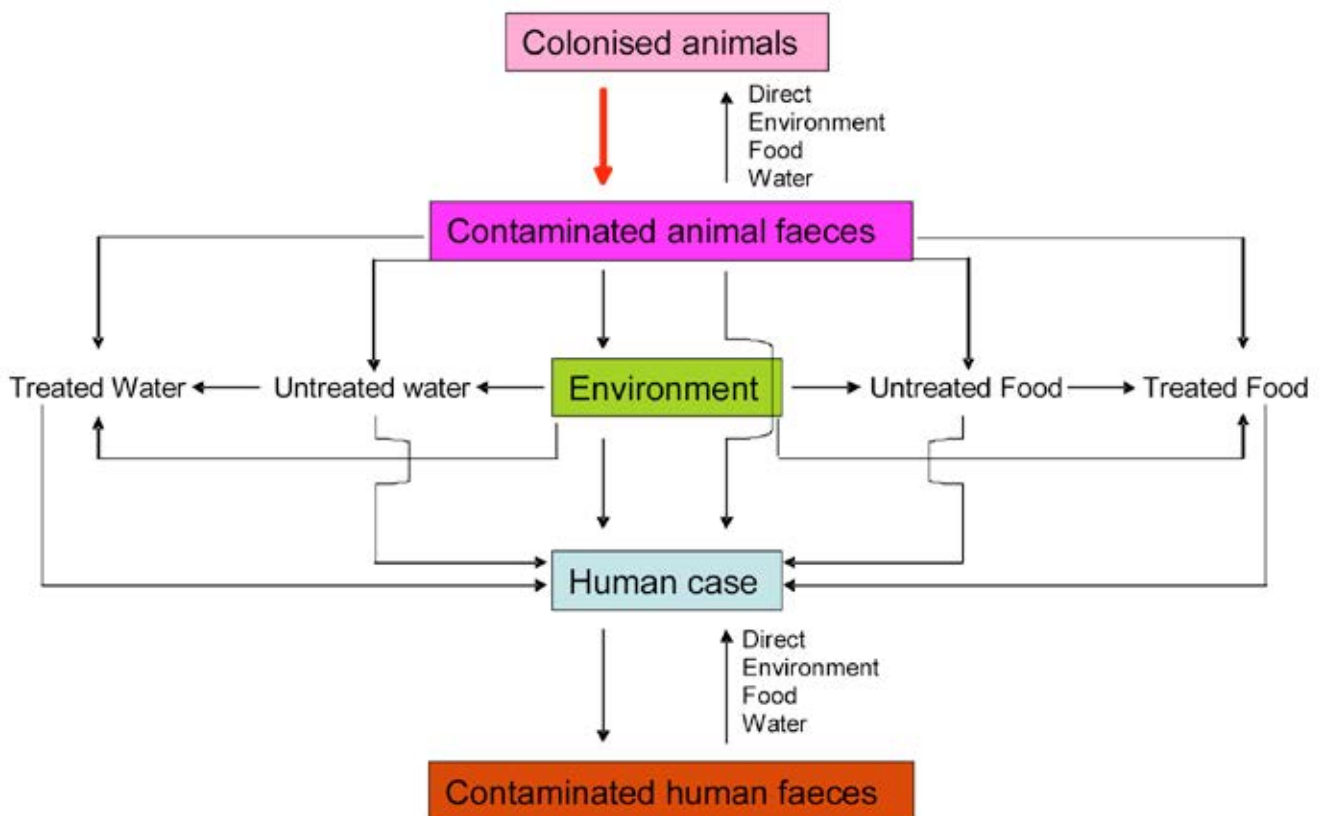 Colonised animals
Direct
Environment
Food
Water
Contaminated animal faeces
Treated Water
Untreated water
Environment
Untreated Food
Treated Food
Human case
Direct
Environment
Food
Water
Contaminated human faeces